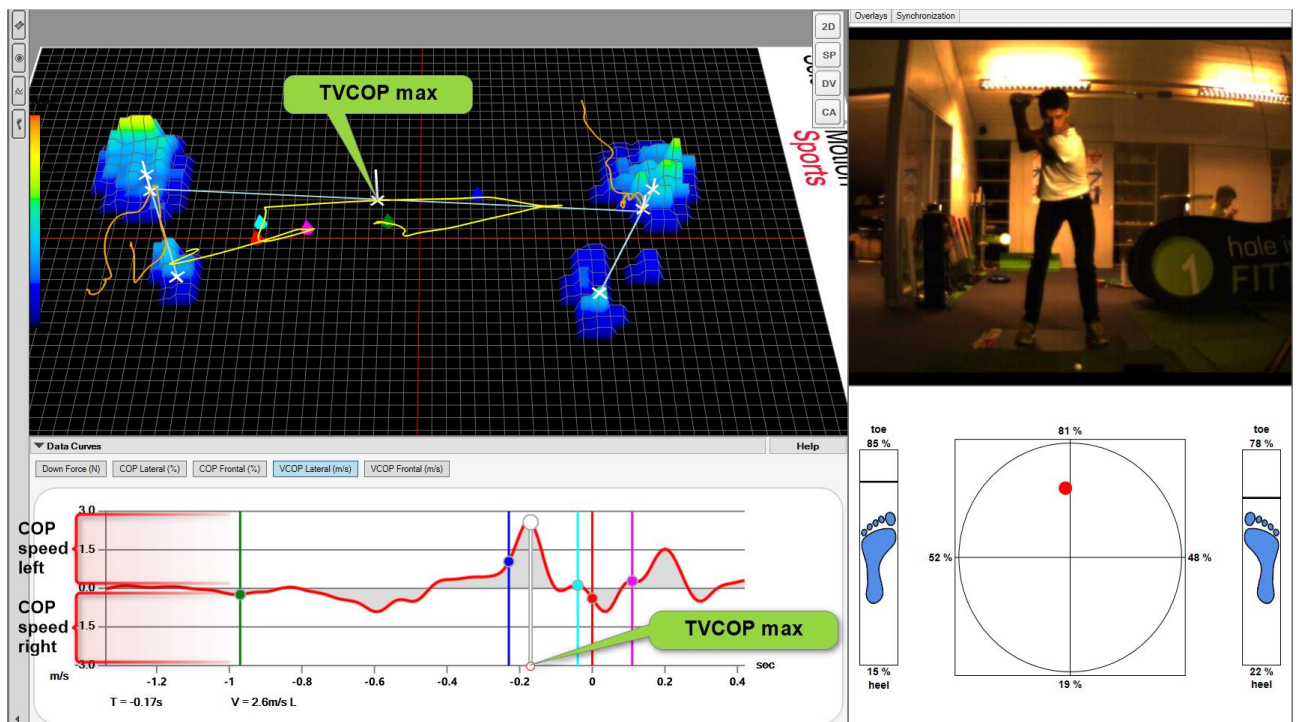 2D
SP
DV
CA
TVCOP max
Motion
Sports
Overlays
Synchronization
hole in
1
FIT
Data Curves
Help
Down Force (N)
COP Lateral (%)
COP Frontal (%)
VCOP Lateral (m/s)
VCOP Frontal (m/s)
COP
speed
left
COP
speed
right
3.0
1.5
0.0
-1.5
-3.0
m/s
-1.2
-1
-0.8
-0.6
-0.4
-0.2
0
0.2
0.4
sec
TVCOP max
T = -0.17s
V = 2.6m/s L
toe
85 %
15 %
heel
81 %
52 %
48 %
19 %
toe
78 %
22 %
heel